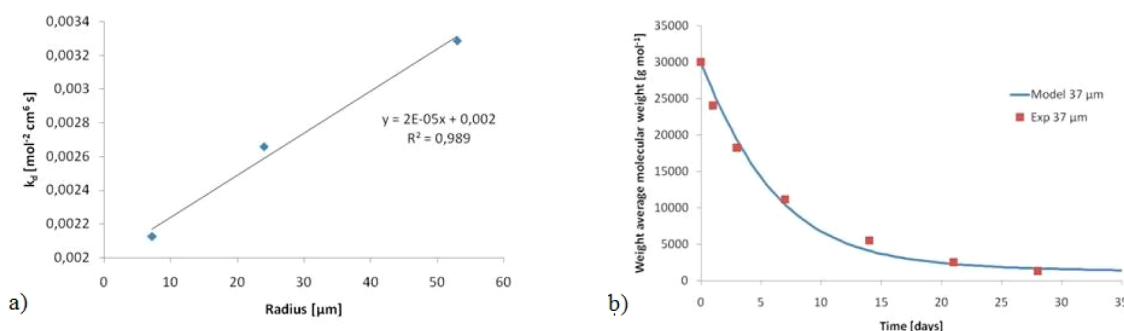 0,0034
0,0032
0,003
0,0028
0,0026
0,0024
0,0022
0,002
0 10 20 30 40 50 60
k_d [mol⁻² cm⁶ s]
Radius [µm]
y = 2E-05x + 0,002
R² = 0,989
a)
35000
30000
25000
20000
15000
10000
5000
0
0 5 10 15 20 25 30 35
Weight average molecular weight [g mol⁻¹]
Time [days]
Model 37 µm
Exp 37 µm
b)